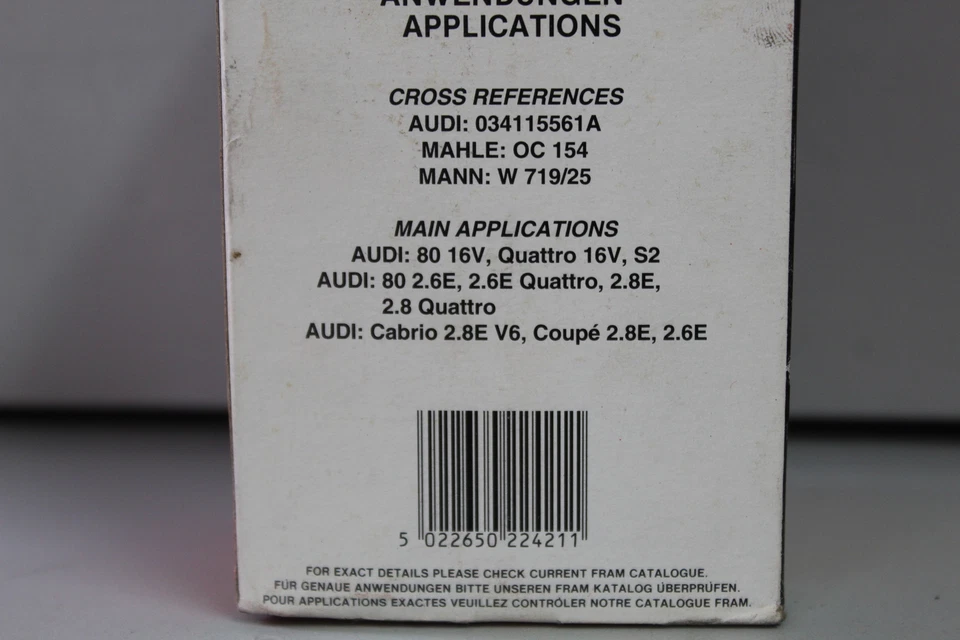 ANWENDUNGEN
APPLICATIONS
CROSS REFERENCES
AUDI: 034115561A
MAHLE: OC 154
MANN: W 719/25
MAIN APPLICATIONS
AUDI: 80 16V, Quattro 16V, S2
AUDI: 80 2.6E, 2.6E Quattro, 2.8E,
2.8 Quattro
AUDI: Cabrio 2.8E V6, Coupé 2.8E, 2.6E
5 022650 224211
FOR EXACT DETAILS PLEASE CHECK CURRENT FRAM CATALOGUE.
FÜR GENAUE ANWENDUNGEN BITTE UNSEREN FRAM KATALOG ÜBERPRÜFEN.
POUR APPLICATIONS EXACTES VEUILLEZ CONTRÔLER NOTRE CATALOGUE FRAM.